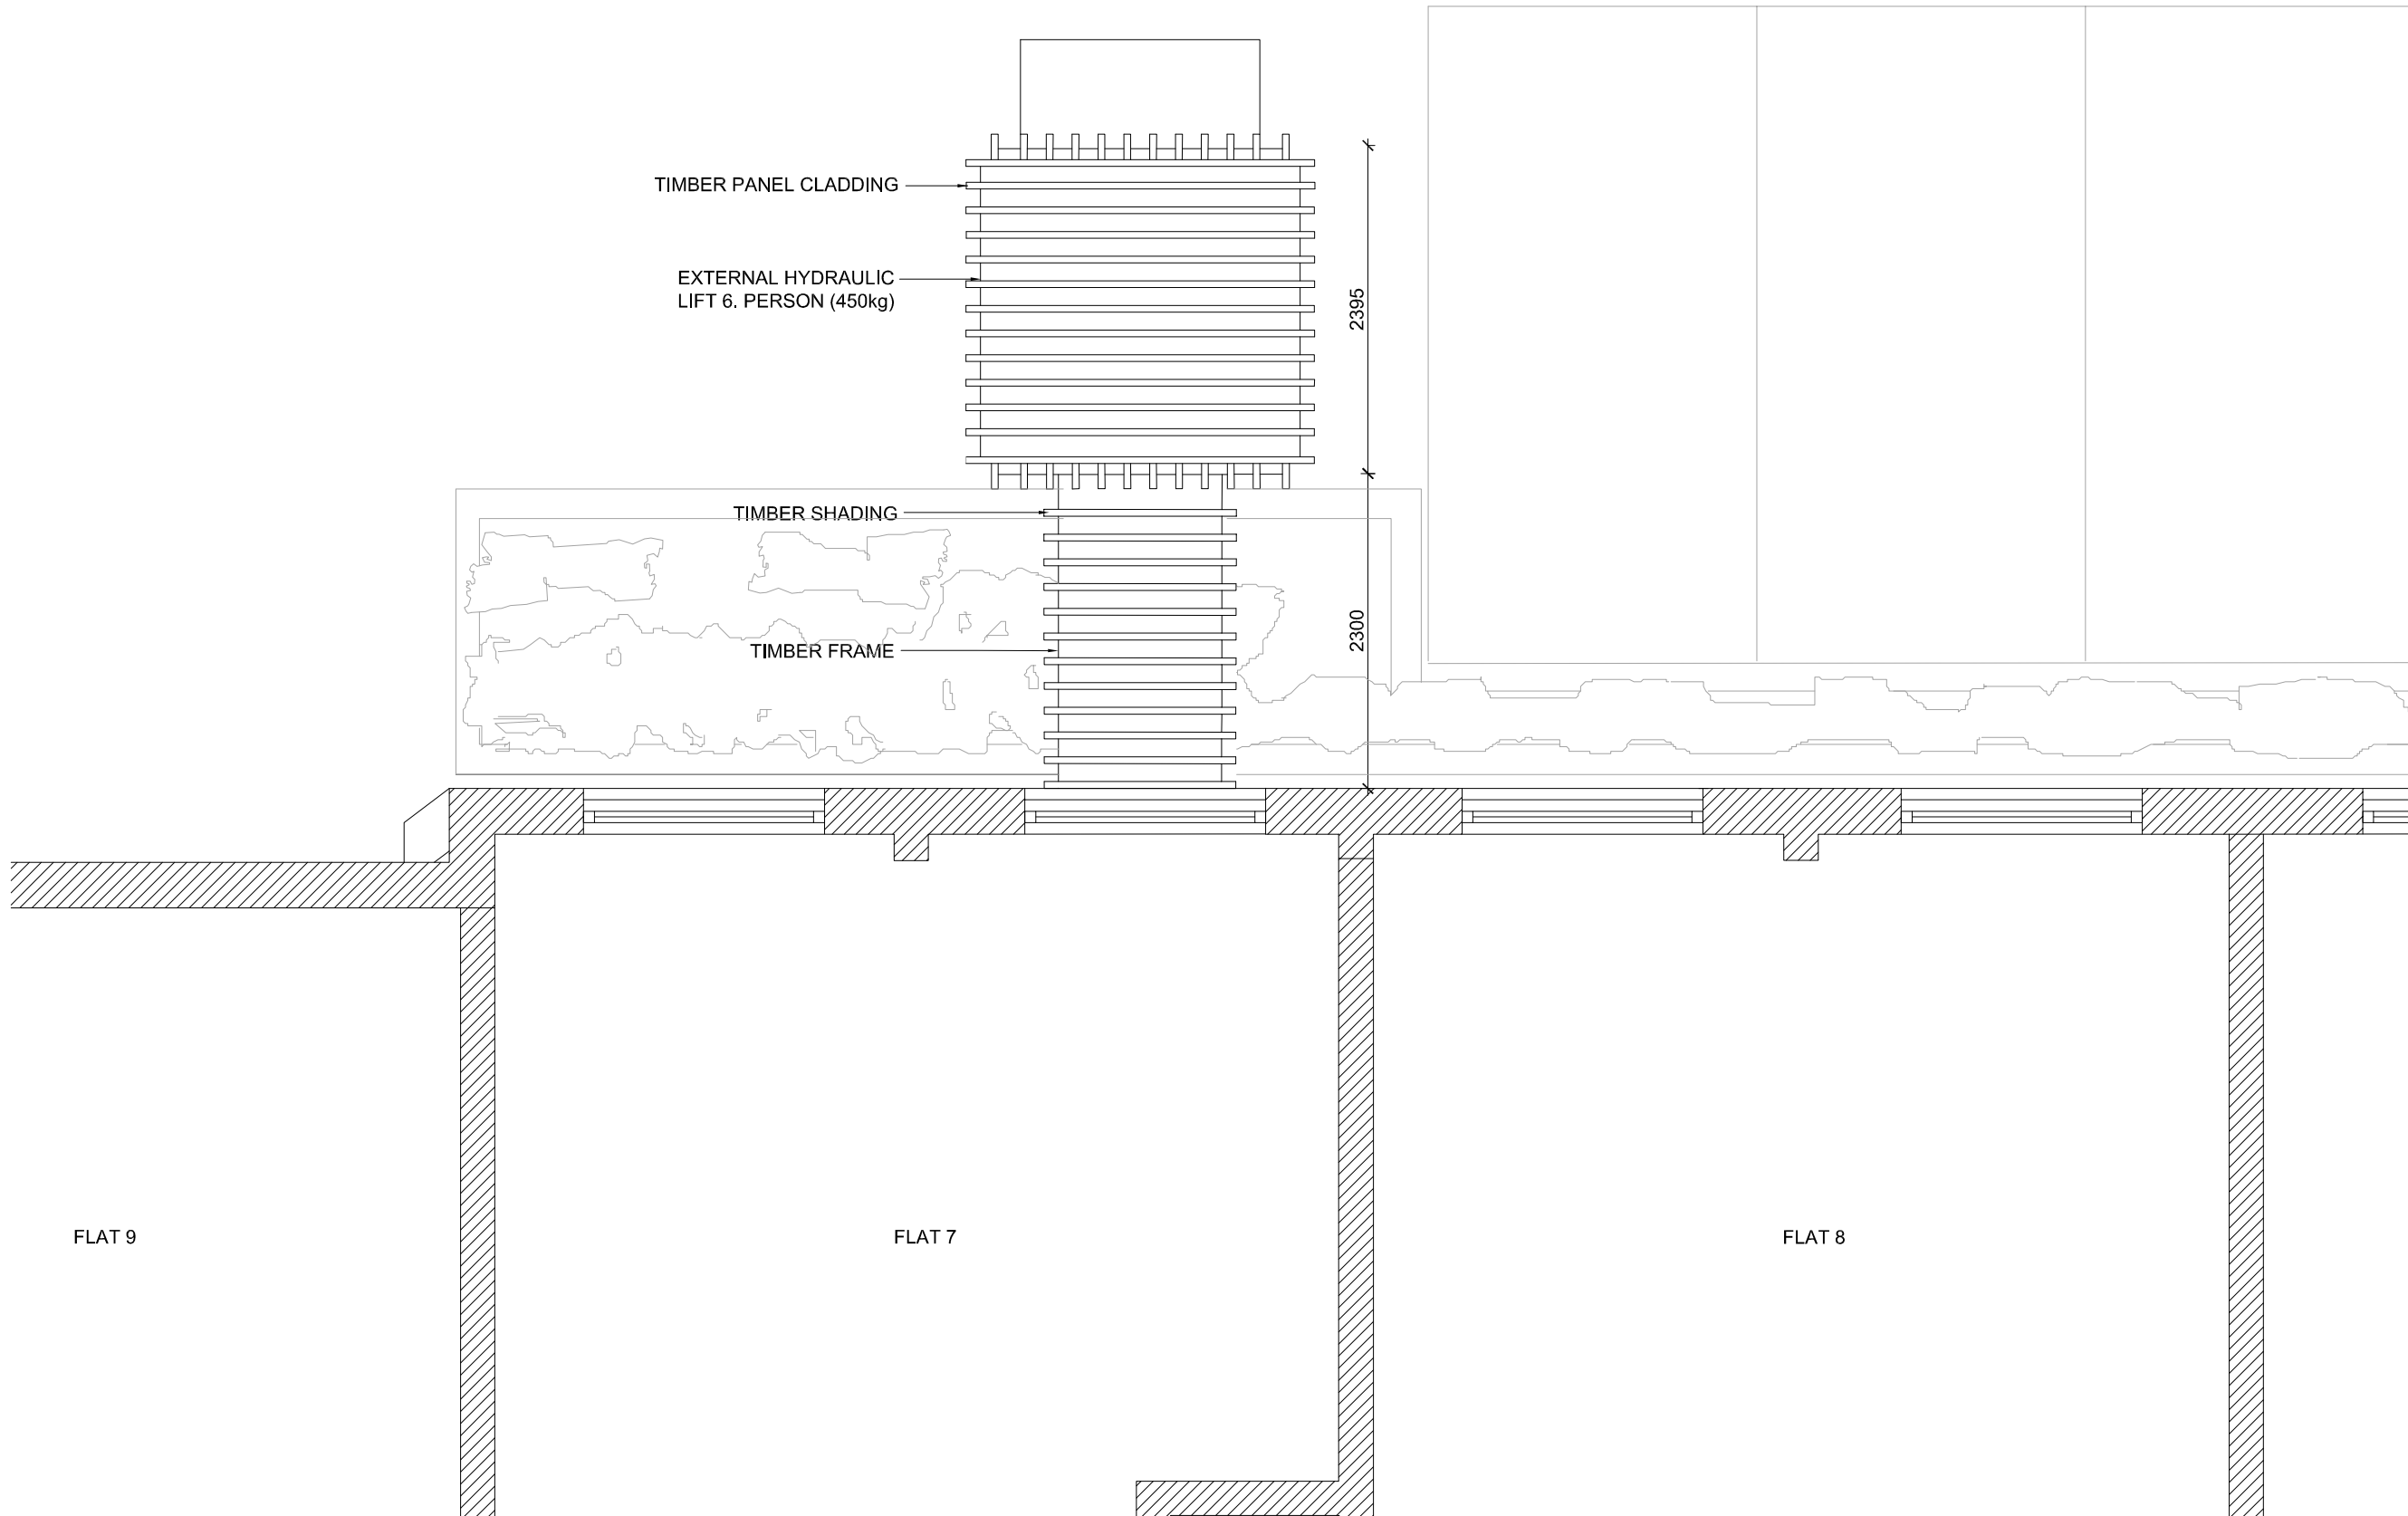 TIMBER PANEL CLADDING
EXTERNAL HYDRAULIC
LIFT 6. PERSON (450kg)
2395
TIMBER SHADING
2300
TIMBER FRAME
FLAT 9
FLAT 7
FLAT 8